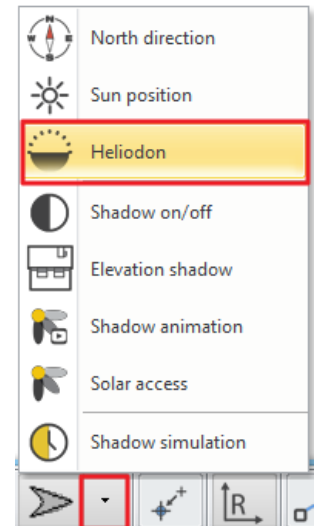 North direction
Sun position
Heliodon
Shadow on/off
Elevation shadow
Shadow animation
Solar access
Shadow simulation
R